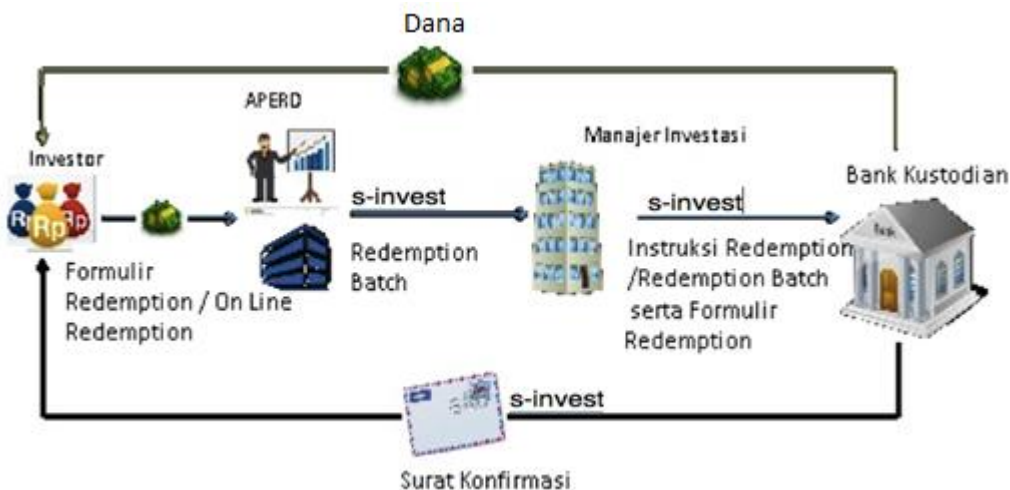 Dana
APERD
Manajer Investasi
Investor
Bank Kustodian
s-invest
s-invest
Rp
Formulir
Redemption / On Line
Redemption
Redemption
Batch
Instruksi Redemption
/Redemption Batch
serta Formulir
Redemption
s-invest
Surat Konfirmasi